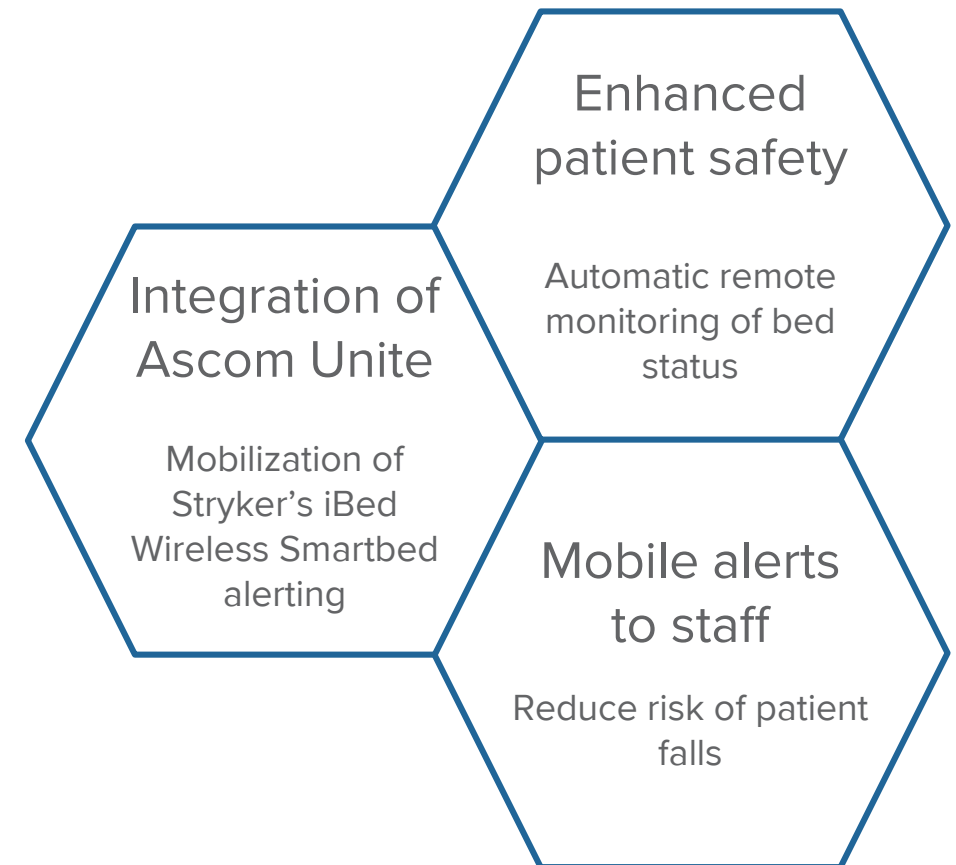 Enhanced
patient safety
Automatic remote
monitoring of bed
status
Integration of
Ascom Unite
Mobilization of
Stryker’s iBed
Wireless Smartbed
alerting
Mobile alerts
to staff
Reduce risk of patient
falls